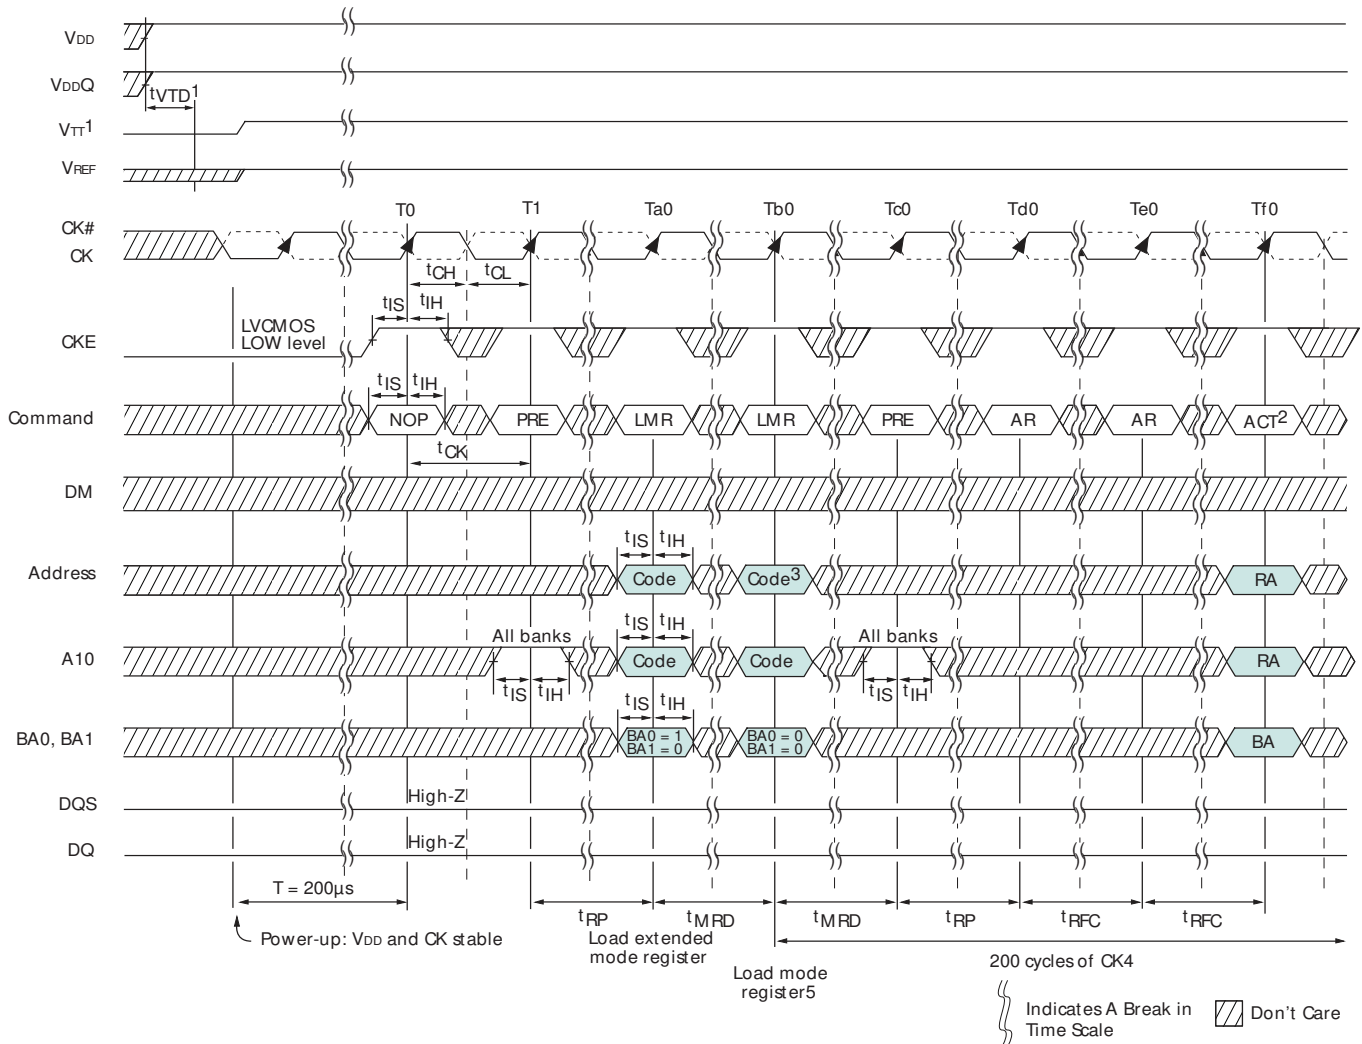 VDD
VDDQ
tVTD1
VTT1
VREF
T0 T1 Ta0 Tb0 Tc0 Td0 Te0 Tf0
CK#
CK
tCH tCL
tIS tIH
LVCMOS
LOW level
CKE
tIS tIH
Command NOP PRE LMR LMR PRE AR AR ACT2
tCK
DM
tIS tIH
Address Code Code3 RA
tIS tIH
All banks All banks
A10 Code Code RA
tIS tIH tIS tIH
tIS tIH
BA0, BA1 BA0 = 1 BA0 = 0 BA
BA1 = 0 BA1 = 0
DQS High-Z
DQ High-Z
T = 200µs
tRP tMRD tMRD tRP tRFC tRFC
Power-up: VDD and CK stable
Load extended
mode register
Load mode
register5
200 cycles of CK4
Indicates A Break in
Time Scale
Don't Care